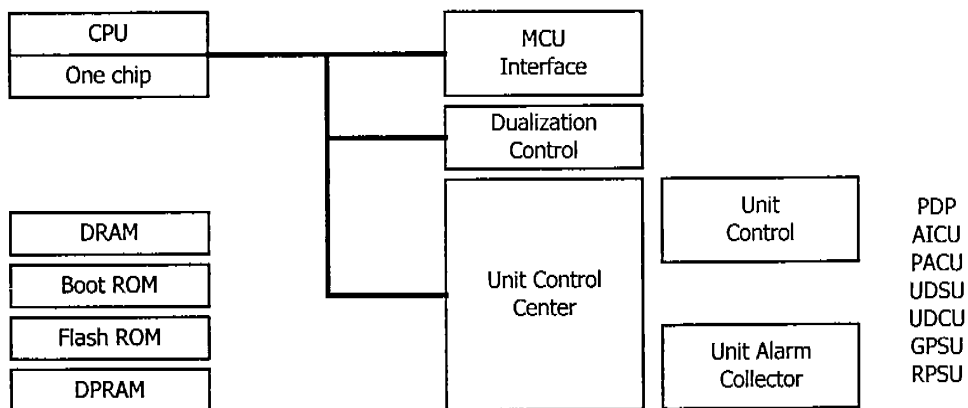 CPU
One chip
MCU
Interface
Dualization
Control
DRAM
Boot ROM
Flash ROM
DPRAM
Unit Control
Center
Unit
Control
Unit Alarm
Collector
PDP
AICU
PACU
UDSU
UDCU
GPSU
RPSU